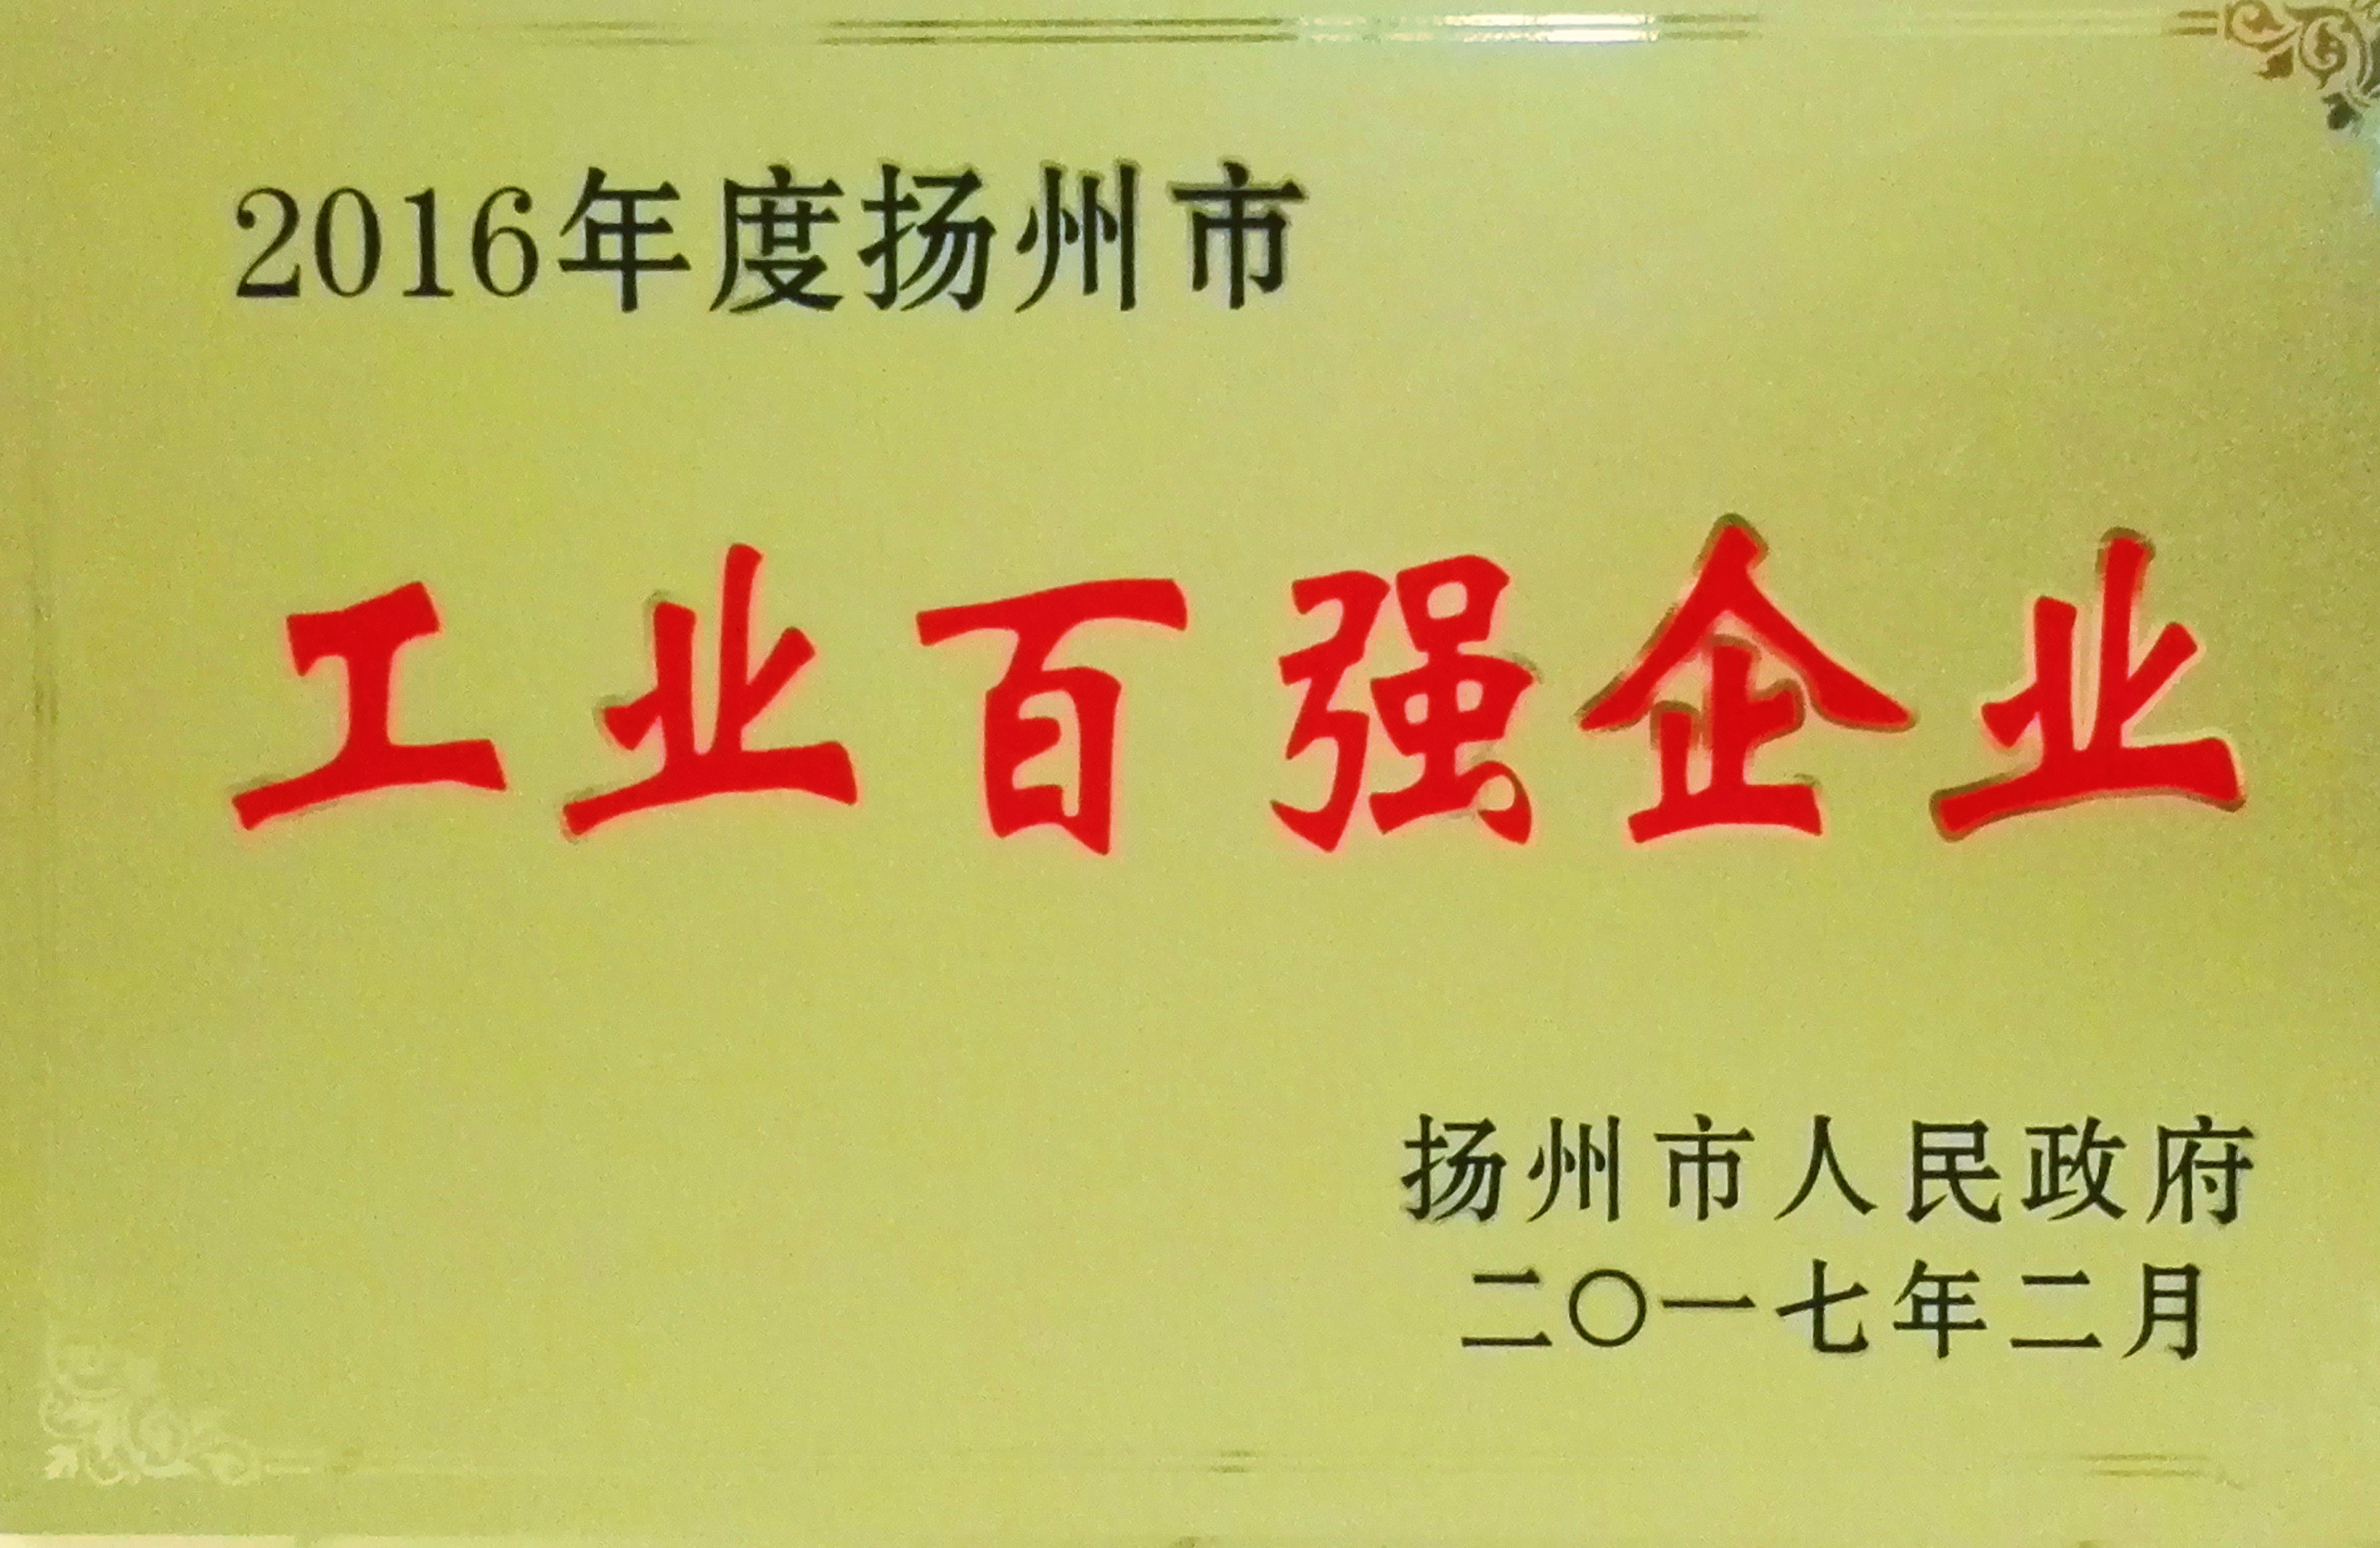 2016年度扬州市
工业百强企业
扬州市人民政府
二〇一七年二月